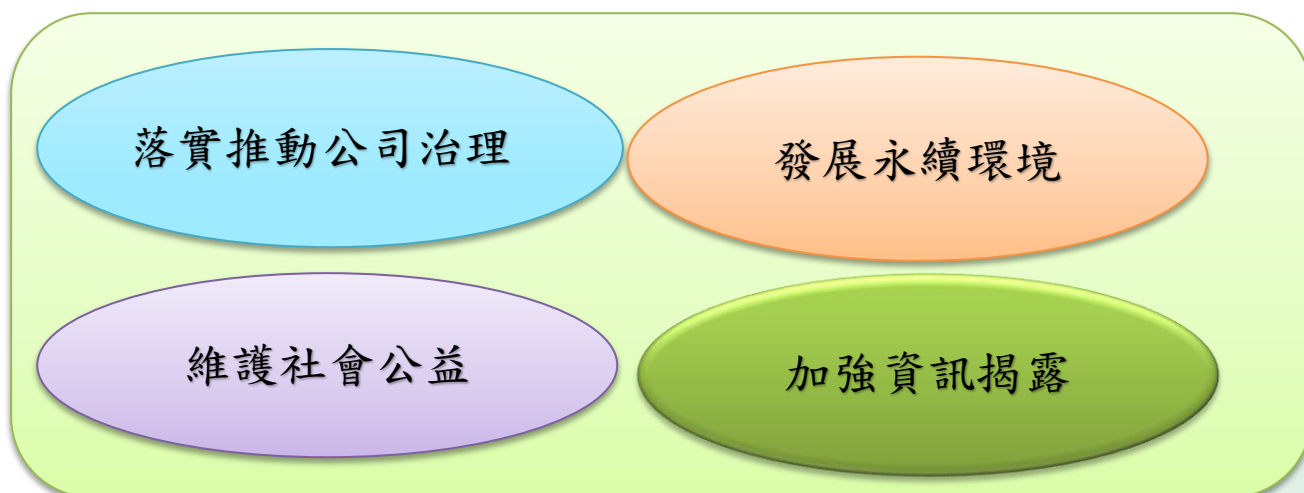 落實推動公司治理
發展永續環境
維護社會公益
加強資訊揭露